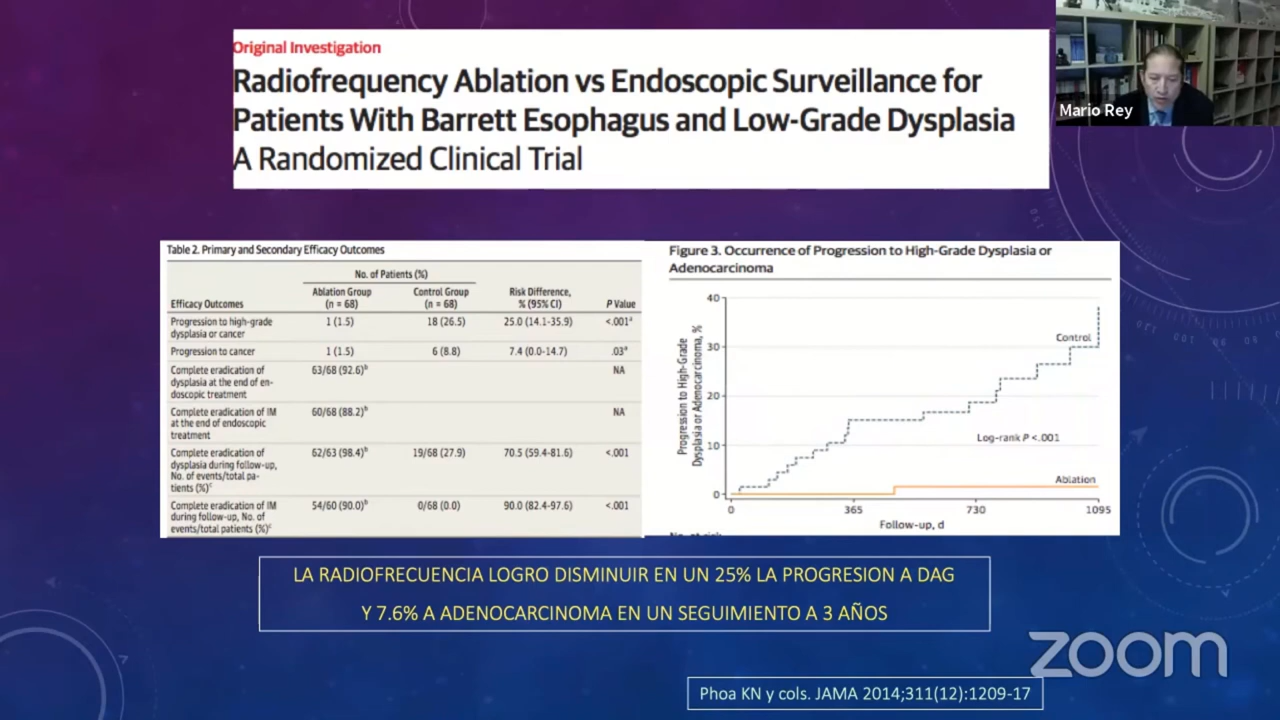 Original Investigation
Radiofrequency Ablation vs Endoscopic Surveillance for
Patients With Barrett Esophagus and Low-Grade Dysplasia
A Randomized Clinical Trial
Mario Rey
Table 2. Primary and Secondary Efficacy Outcomes
No. of Patients (%)
Efficacy Outcomes
Ablation Group
(n = 68)
Control Group
(n = 68)
Risk Difference,
% (95% CI)
P Value
Progression to high-grade
dysplasia or cancer
1 (1.5)
18 (26.5)
25.0 (14.1-35.9)
<.001a
Progression to cancer
1 (1.5)
6 (8.8)
7.4 (0.0-14.7)
.03a
Complete eradication of
dysplasia at the end of en-
doscopic treatment
63/68 (92.6)b
NA
Complete eradication of IM
at the end of endoscopic
treatment
60/68 (88.2)b
NA
Complete eradication of
dysplasia during follow-up,
No. of events/total pa-
tients (%)c
62/63 (98.4)b
19/68 (27.9)
70.5 (59.4-81.6)
<.001
Complete eradication of IM
during follow-up, No. of
events/total patients (%)c
54/60 (90.0)b
0/68 (0.0)
90.0 (82.4-97.6)
<.001
Figure 3. Occurrence of Progression to High-Grade Dysplasia or
Adenocarcinoma
Progression to High-Grade
Dysplasia or Adenocarcinoma, %
40
30
20
10
0
Control
Log-rank P <.001
Ablation
0
365
730
1095
Follow-up, d
LA RADIOFRECUENCIA LOGRO DISMINUIR EN UN 25% LA PROGRESION A DAG
Y 7.6% A ADENOCARCINOMA EN UN SEGUIMIENTO A 3 AÑOS
zoom
Phoa KN y cols. JAMA 2014;311(12):1209-17